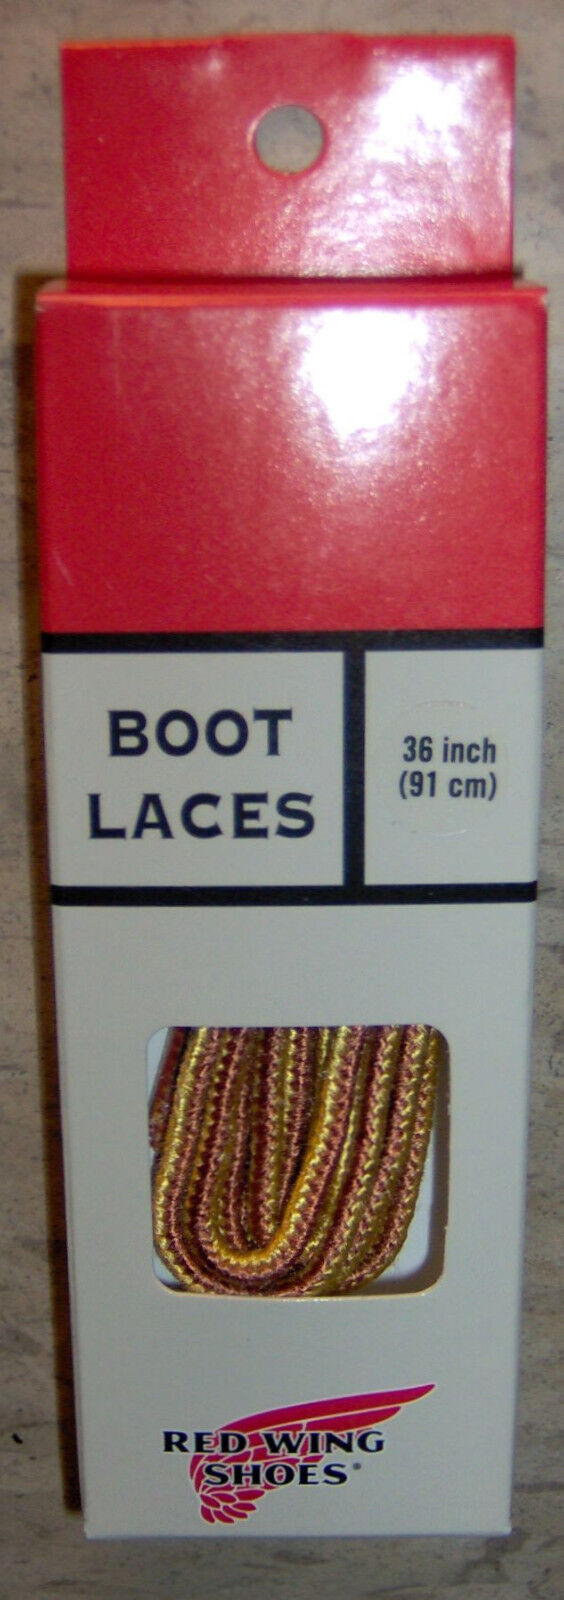 BOOT
LACES
36 inch
(91 cm)
RED WING
SHOES®